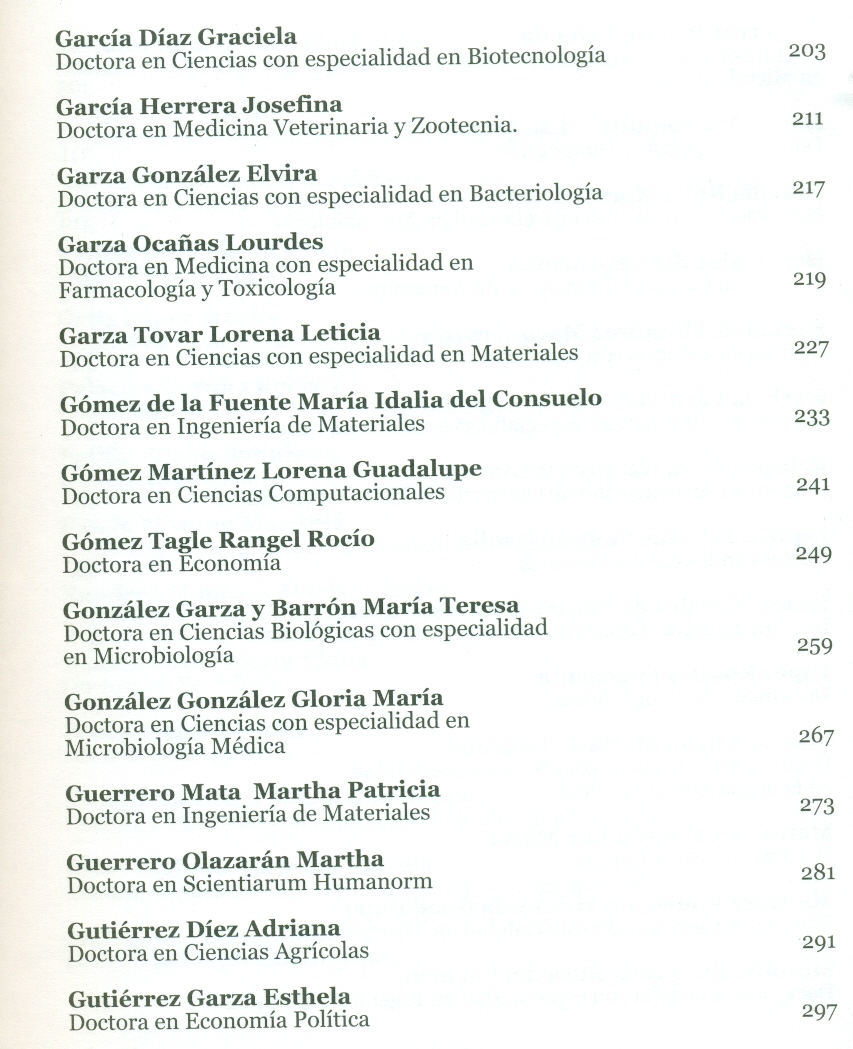 García Díaz Graciela
Doctora en Ciencias con especialidad en Biotecnología 203
García Herrera Josefina
Doctora en Medicina Veterinaria y Zootecnia. 211
Garza González Elvira
Doctora en Ciencias con especialidad en Bacteriología 217
Garza Ocañas Lourdes
Doctora en Medicina con especialidad en
Farmacología y Toxicología 219
Garza Tovar Lorena Leticia
Doctora en Ciencias con especialidad en Materiales 227
Gómez de la Fuente María Idalia del Consuelo
Doctora en Ingeniería de Materiales 233
Gómez Martínez Lorena Guadalupe
Doctora en Ciencias Computacionales 241
Gómez Tagle Rangel Rocío
Doctora en Economía 249
González Garza y Barrón María Teresa
Doctora en Ciencias Biológicas con especialidad
en Microbiología 259
González González Gloria María
Doctora en Ciencias con especialidad en
Microbiología Médica 267
Guerrero Mata Martha Patricia
Doctora en Ingeniería de Materiales 273
Guerrero Olazarán Martha
Doctora en Scientiarum Humanorm 281
Gutiérrez Díez Adriana
Doctora en Ciencias Agrícolas 291
Gutiérrez Garza Esthela
Doctora en Economía Política 297